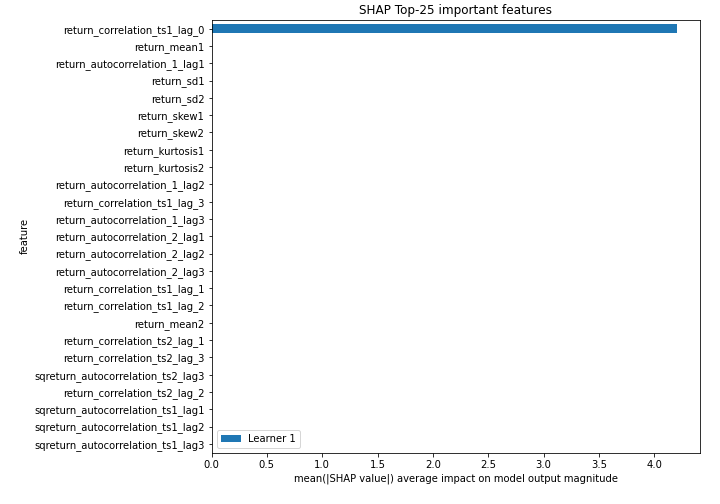 SHAP Top-25 important features
return_correlation_ts1_lag_0
return_mean1
return_autocorrelation_1_lag1
return_sd1
return_sd2
return_skew1
return_skew2
return_kurtosis1
return_kurtosis2
return_autocorrelation_1_lag2
return_correlation_ts1_lag_3
return_autocorrelation_1_lag3
return_autocorrelation_2_lag1
return_autocorrelation_2_lag2
return_autocorrelation_2_lag3
return_correlation_ts1_lag_1
return_correlation_ts1_lag_2
return_mean2
return_correlation_ts2_lag_1
return_correlation_ts2_lag_3
sqreturn_autocorrelation_ts2_lag3
return_correlation_ts2_lag_2
sqreturn_autocorrelation_ts1_lag1
sqreturn_autocorrelation_ts1_lag2
sqreturn_autocorrelation_ts1_lag3
feature
Learner 1
0.0 0.5 1.0 1.5 2.0 2.5 3.0 3.5 4.0
mean(|SHAP value|) average impact on model output magnitude